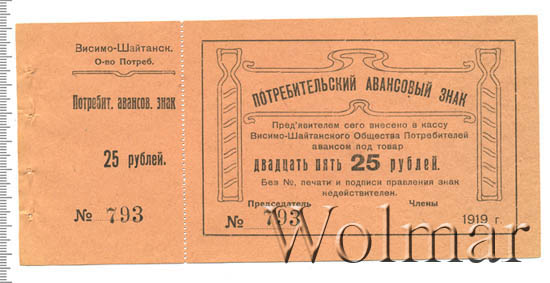 Висимо-Шайтанск.
О-во Потреб.
Потребит. авансов. знак
25 рублей.
№ 793
ПОТРЕБИТЕЛЬСКИЙ АВАНСОВЫЙ ЗНАК
Пред'явителем сего внесено в кассу
Висимо-Шайтанского Общества Потребителей
авансом под товар
двадцать пять 25 рублей.
Без №, печати и подписи правления знак
недействителен.
Председатель Члены
№ 793 1919 г.
Wolmar